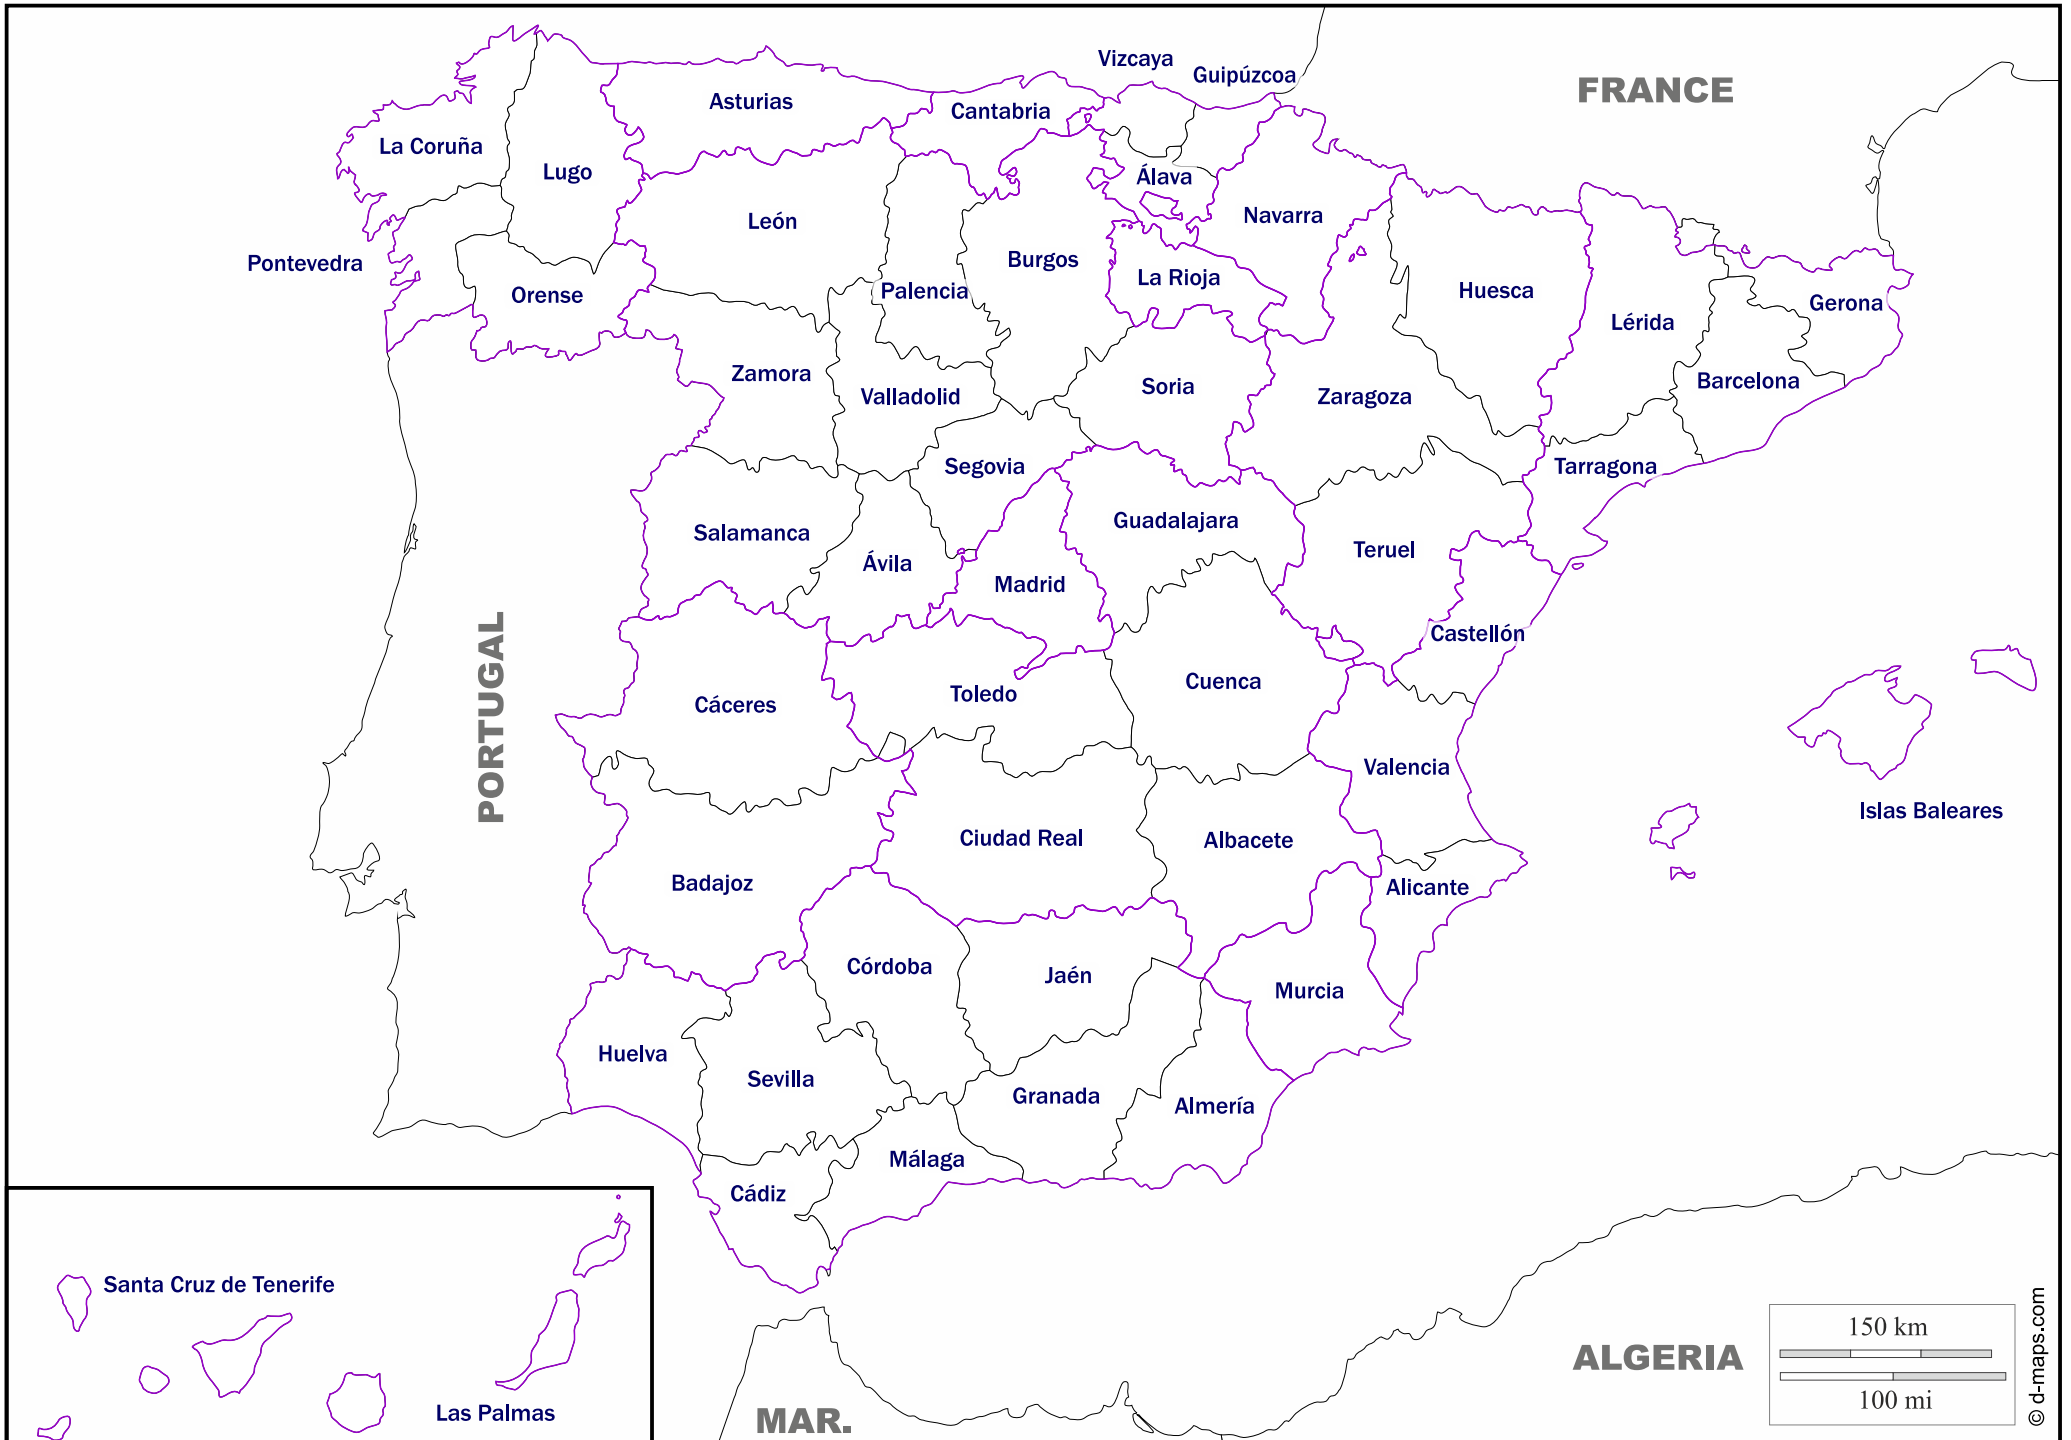 Vizcaya
Guipúzcoa
FRANCE
Asturias
Cantabria
La Coruña
Lugo
Álava
León
Navarra
Pontevedra
Burgos
La Rioja
Orense
Palencia
Huesca
Gerona
Lérida
Zamora
Valladolid
Soria
Zaragoza
Barcelona
Segovia
Tarragona
Salamanca
Guadalajara
Teruel
Ávila
Madrid
Castellón
PORTUGAL
Cáceres
Toledo
Cuenca
Valencia
Islas Baleares
Ciudad Real
Albacete
Badajoz
Alicante
Córdoba
Jaén
Murcia
Huelva
Sevilla
Granada
Almería
Málaga
Cádiz
Santa Cruz de Tenerife
Las Palmas
MAR.
ALGERIA
150 km
100 mi
© d-maps.com